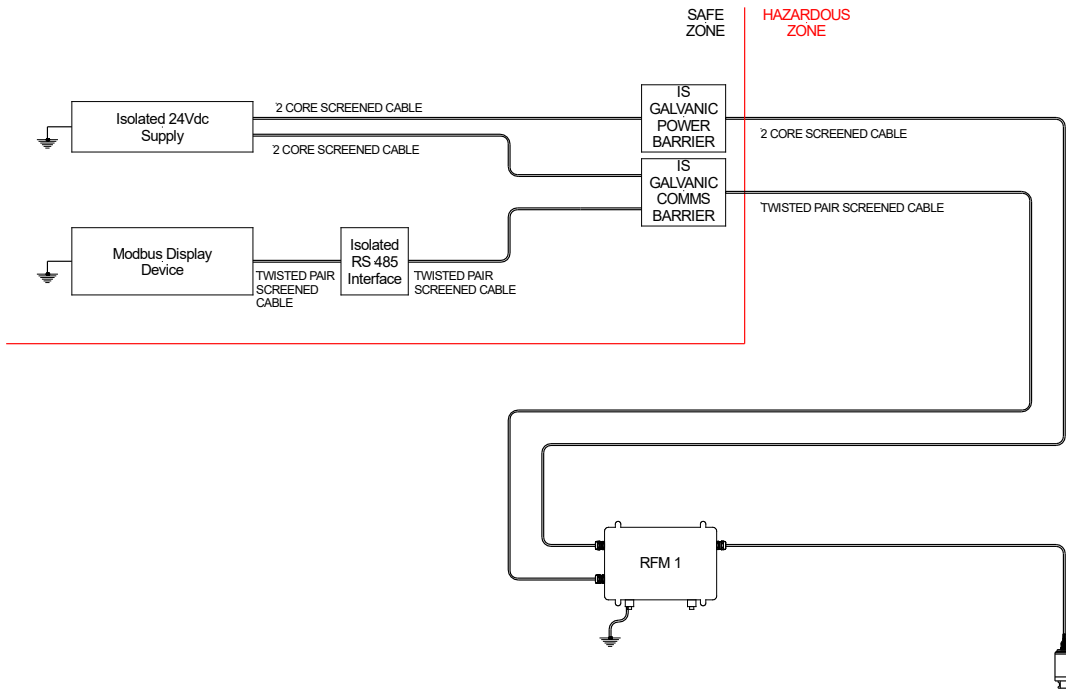 SAFE
ZONE
HAZARDOUS
ZONE
Isolated 24Vdc
Supply
2 CORE SCREENED CABLE
2 CORE SCREENED CABLE
IS
GALVANIC
POWER
BARRIER
2 CORE SCREENED CABLE
IS
GALVANIC
COMMS
BARRIER
TWISTED PAIR SCREENED CABLE
Modbus Display
Device
TWISTED PAIR
SCREENED
CABLE
Isolated
RS 485
Interface
TWISTED PAIR
SCREENED CABLE
RFM 1